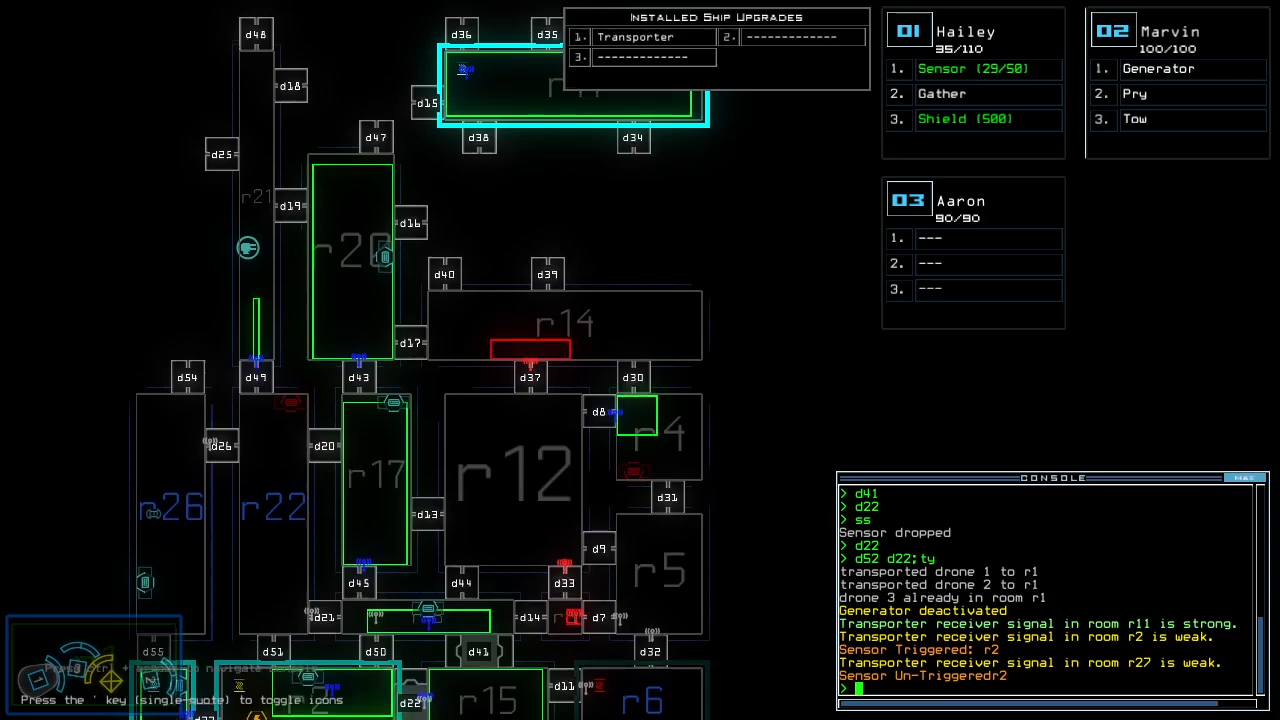 INSTALLED SHIP UPGRADES
1. Transporter 2. -------------
3. -------------
01 Hailey
35/110
1. Sensor (29/50)
2. Gather
3. Shield (500)
02 Marvin
100/100
1. Generator
2. Pry
3. Tow
03 Aaron
90/90
1. ---
2. ---
3. ---
d48
d36
d35
d18
d15
d47
d38
d34
d25
r21
d19
r20
d16
d40
d39
r14
d17
d54
d49
d43
d37
d30
d8
r4
d26
d20
r17
r12
d31
r26
r22
d13
d9
r5
d45
d44
d33
d21
d14
d7
d55
d51
d50
d41
d32
d11
r15
d22
r6
Press the ' key (single-quote) to toggle icons
CONSOLE
MAX
> d41
> d22
> ss
Sensor dropped
> d22
> d52 d22;ty
transported drone 1 to r1
transported drone 2 to r1
drone 3 already in room r1
Generator deactivated
Transporter receiver signal in room r11 is strong.
Transporter receiver signal in room r2 is weak.
Sensor Triggered: r2
Transporter receiver signal in room r27 is weak.
Sensor Un-Triggeredr2
>